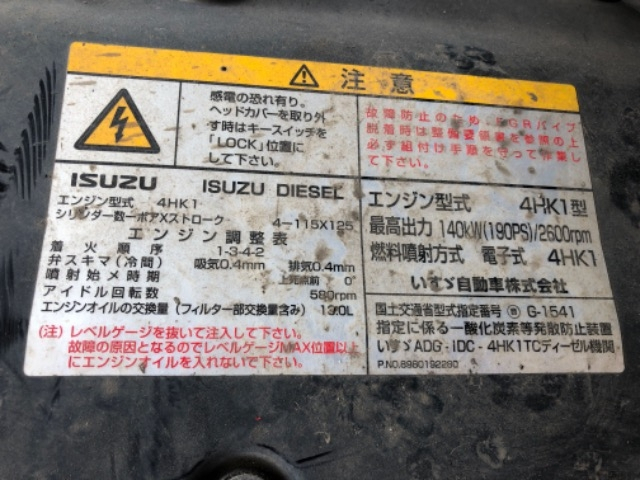 注意
感電の恐れ有り。
ヘッドカバーを取り外
す時はキースイッチを
「LOCK」位置に
して下さい。
故障防止のため、EGRパイプ
脱着時は整備要領書を参照の上
必ず組付け手順を守って作業し
て下さい。
ISUZU ISUZU DIESEL
エンジン型式 4HK1
シリンダー数ーボアXストローク 4-115X125
エンジン調整表
着火順序 1-3-4-2
弁スキマ(冷間) 吸気0.4mm 排気0.4mm
噴射始メ時期 上死点前 0°
アイドル回転数 580rpm
エンジンオイルの交換量(フィルター部交換量含み) 13.0L
(注)レベルゲージを抜いて注入して下さい。
故障の原因となるのでレベルゲージMAX位置以上
にエンジンオイルを入れないで下さい。
エンジン型式 4HK1型
最高出力 140kW(190PS)/2600rpm
燃料噴射方式 電子式 4HK1
いすゞ自動車株式会社
国土交通省型式指定番号 G-1541
指定に係る一酸化炭素等発散防止装置
いすゞADG-IDC-4HK1TCディーゼル機関
P.NO.8980192280